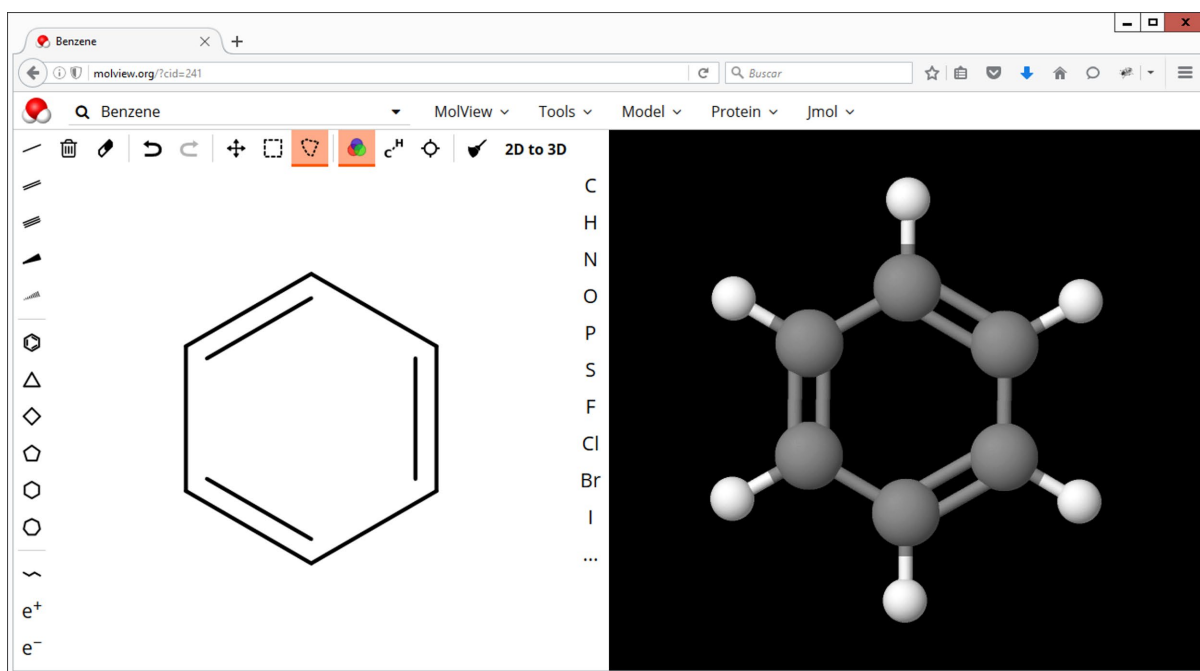 Benzene
molview.org/?cid=241
Buscar
Benzene MolView Tools Model Protein Jmol
C-H 2D to 3D
C
H
N
O
P
S
F
Cl
Br
I
...
e+
e−